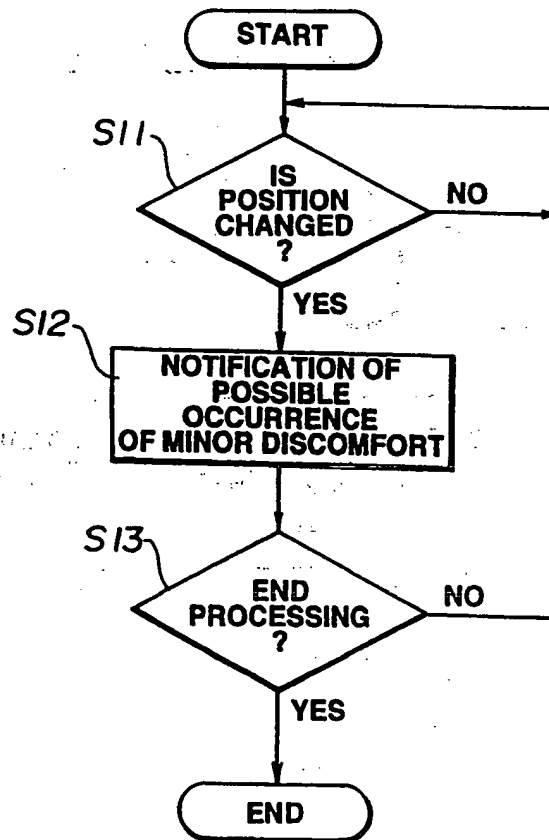 START
S11
IS
POSITION
CHANGED
?
NO
YES
S12
NOTIFICATION OF
POSSIBLE
OCCURRENCE
OF MINOR DISCOMFORT
S13
END
PROCESSING
?
NO
YES
END